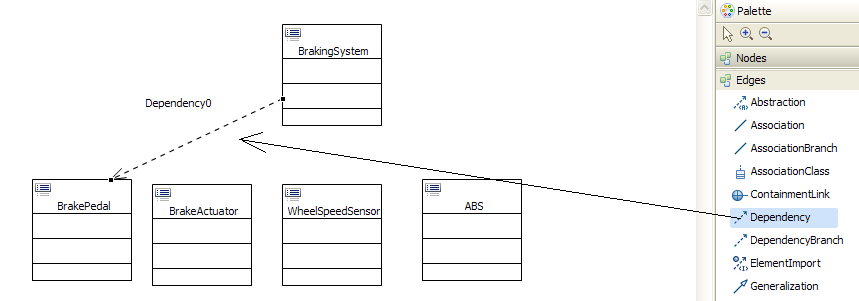 BrakingSystem
Dependency0
BrakePedal
BrakeActuator
WheelSpeedSensor
ABS
Palette
Nodes
Edges
Abstraction
Association
AssociationBranch
AssociationClass
ContainmentLink
Dependency
DependencyBranch
ElementImport
Generalization